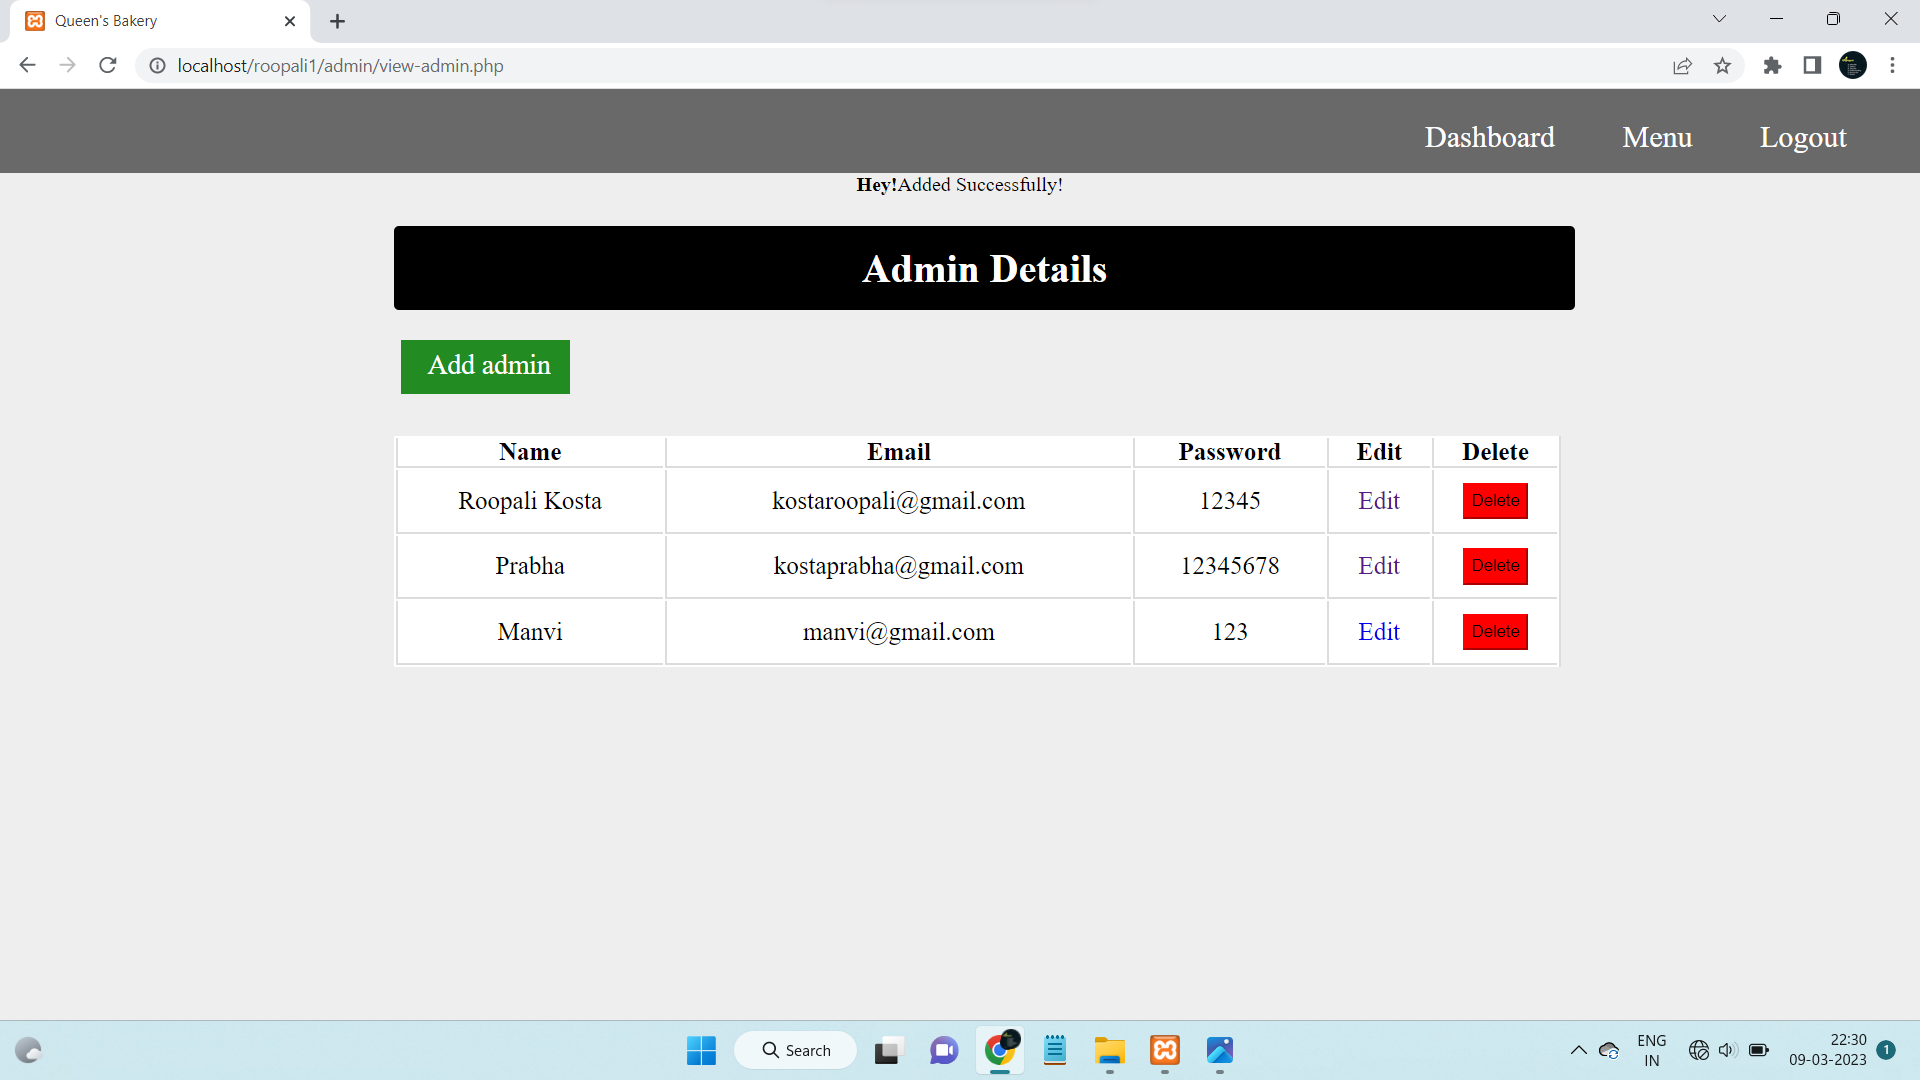 Queen's Bakery
localhost/roopali1/admin/view-admin.php
Dashboard Menu Logout
Hey!Added Successfully!
Admin Details
Add admin
Name Email Password Edit Delete
Roopali Kosta kostaroopali@gmail.com 12345 Edit Delete
Prabha kostaprabha@gmail.com 12345678 Edit Delete
Manvi manvi@gmail.com 123 Edit Delete
Search
ENG
IN
22:30
09-03-2023
1